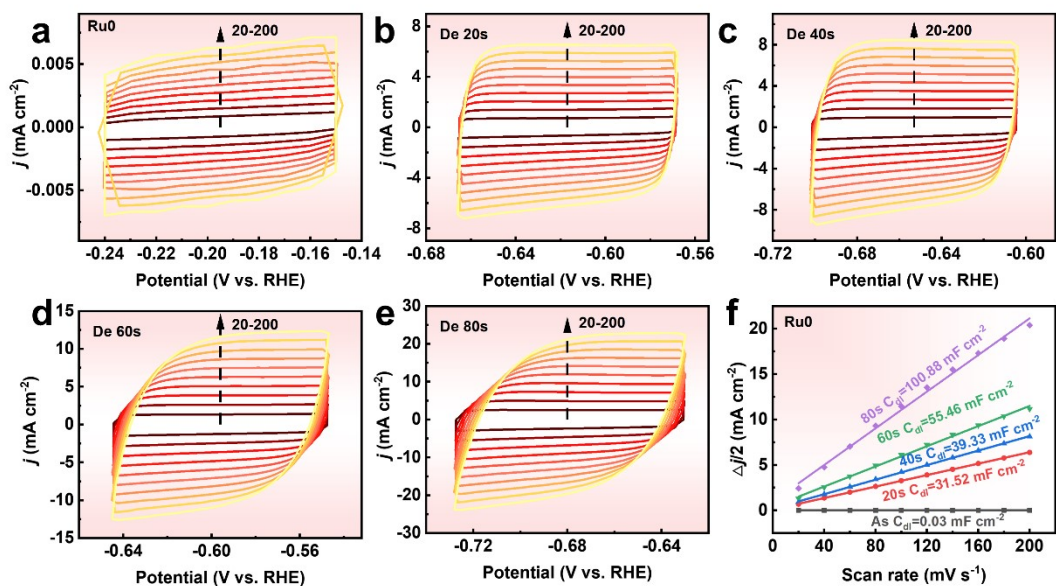 a
Ru0
20-200
0.005
0.000
0.005
j (mA cm⁻²)
-0.24 -0.22 -0.20 -0.18 -0.16 -0.14
Potential (V vs. RHE)
b
De 20s
20-200
8
4
0
-4
-8
j (mA cm⁻²)
-0.68 -0.64 -0.60 -0.56
Potential (V vs. RHE)
c
De 40s
20-200
8
4
0
-4
-8
j (mA cm⁻²)
-0.70 -0.65 -0.60
Potential (V vs. RHE)
d
De 60s
20-200
15
10
5
0
-5
-10
-15
j (mA cm⁻²)
-0.64 -0.60 -0.56
Potential (V vs. RHE)
e
De 80s
20-200
30
20
10
0
-10
-20
-30
j (mA cm⁻²)
-0.72 -0.68 -0.64
Potential (V vs. RHE)
f
Ru0
20
15
10
5
0
△j/2 (mA cm⁻²)
80s Cdl=100.88 mF cm⁻²
60s Cdl=55.46 mF cm⁻²
40s Cdl=39.33 mF cm⁻²
20s Cdl=31.52 mF cm⁻²
As Cdl=0.03 mF cm⁻²
0 40 80 120 160 200
Scan rate (mV s⁻¹)